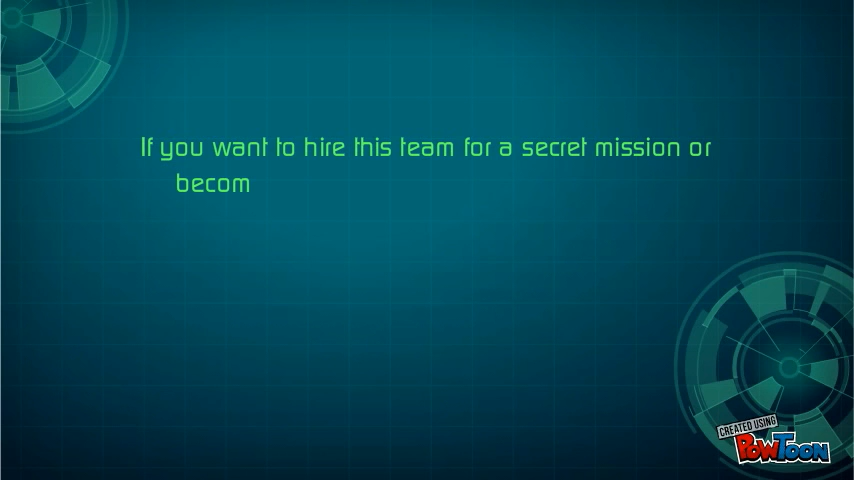 If you want to hire this team for a secret mission or
becom
CREATED USING
POWTOON